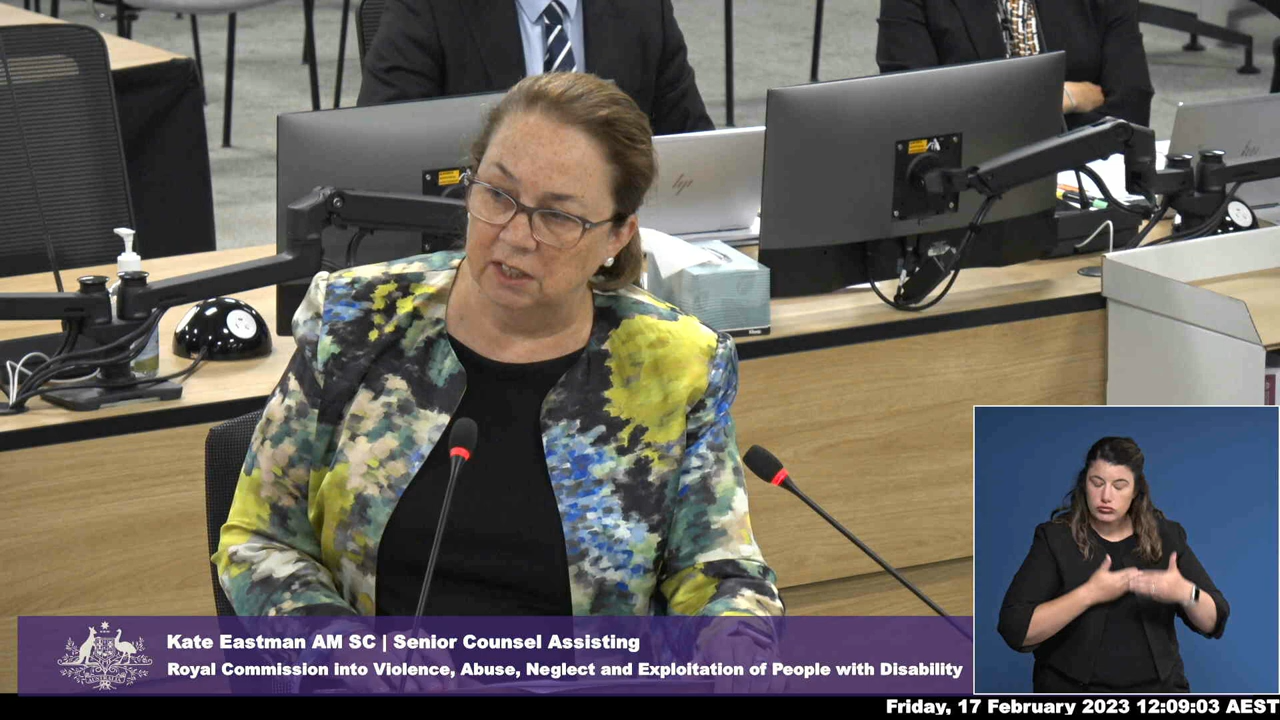 hp
Kate Eastman AM SC | Senior Counsel Assisting
Royal Commission into Violence, Abuse, Neglect and Exploitation of People with Disability
Friday, 17 February 2023 12:09:03 AEST